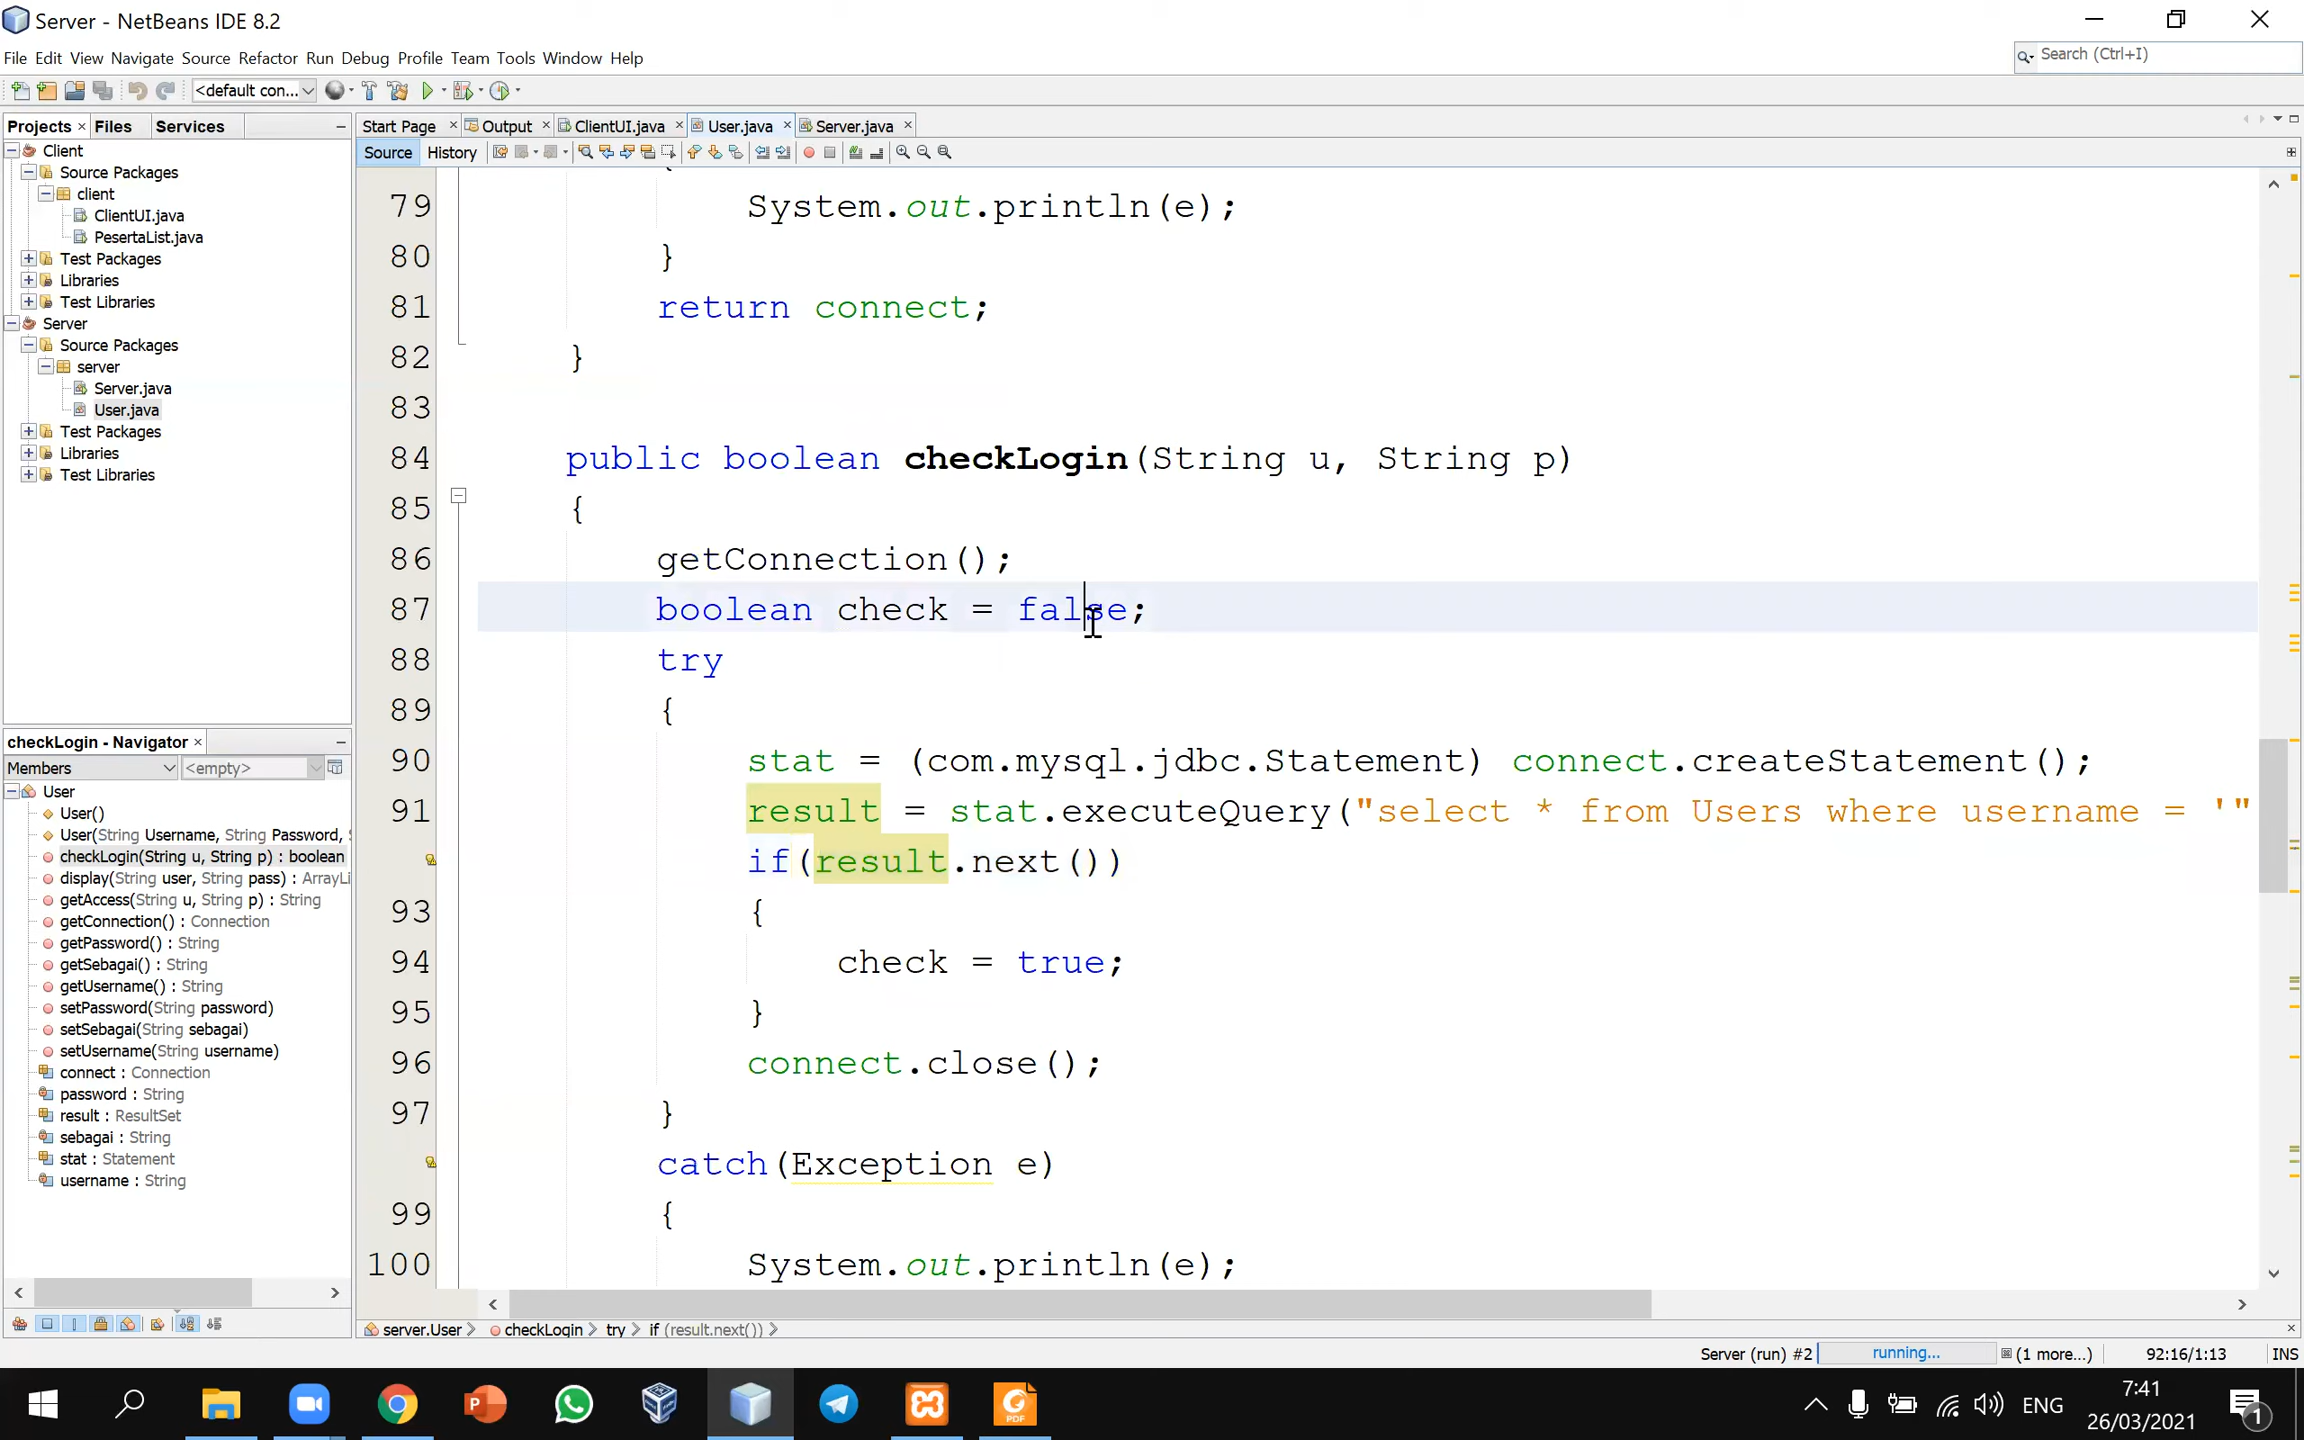 Server - NetBeans IDE 8.2
File Edit View Navigate Source Refactor Run Debug Profile Team Tools Window Help
Search (Ctrl+I)
<default con...
Projects Files Services
Start Page Output ClientUI.java User.java Server.java
Source History
Client
Source Packages
client
ClientUI.java
PesertaList.java
Test Packages
Libraries
Test Libraries
Server
Source Packages
server
Server.java
User.java
Test Packages
Libraries
Test Libraries
79 System.out.println(e);
80 }
81 return connect;
82 }
83
84 public boolean checkLogin(String u, String p)
85 {
86 getConnection();
87 boolean check = false;
88 try
89 {
90 stat = (com.mysql.jdbc.Statement) connect.createStatement();
91 result = stat.executeQuery("select * from Users where username = '"
if(result.next())
93 {
94 check = true;
95 }
96 connect.close();
97 }
catch(Exception e)
99 {
100 System.out.println(e);
checkLogin - Navigator
Members <empty>
User
User()
User(String Username, String Password,
checkLogin(String u, String p) : boolean
display(String user, String pass) : ArrayLi
getAccess(String u, String p) : String
getConnection() : Connection
getPassword() : String
getSebagai() : String
getUsername() : String
setPassword(String password)
setSebagai(String sebagai)
setUsername(String username)
connect : Connection
password : String
result : ResultSet
sebagai : String
stat : Statement
username : String
server.User checkLogin try if (result.next())
Server (run) #2 running... (1 more...) 92:16/1:13 INS
ENG
7:41
26/03/2021
1
PDF